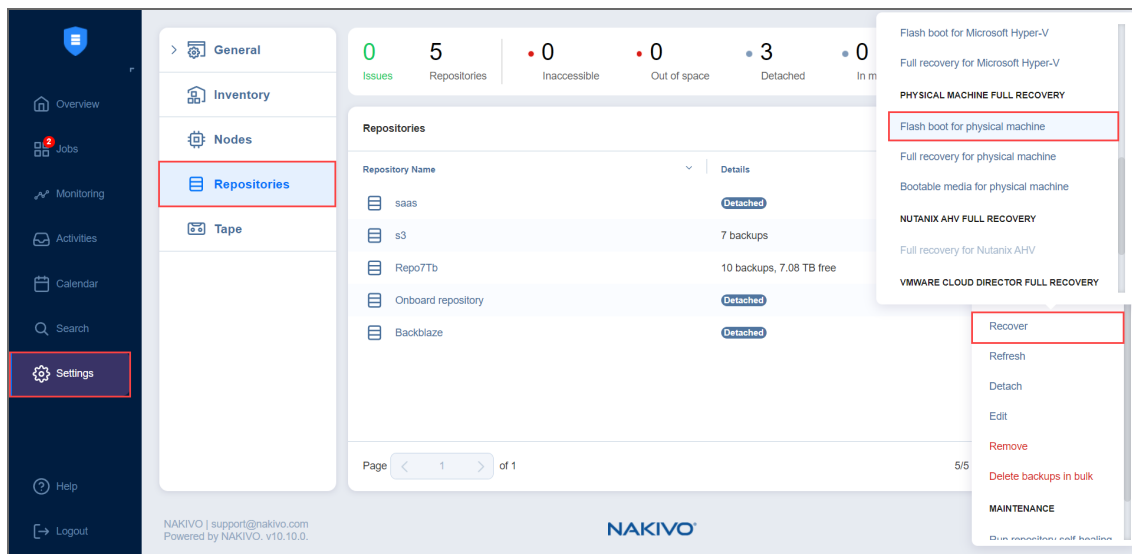 Overview
2
Jobs
Monitoring
Activities
Calendar
Search
Settings
Help
Logout
General
Inventory
Nodes
Repositories
Tape
0
Issues
5
Repositories
0
Inaccessible
0
Out of space
3
Detached
0
In m
Repositories
Repository Name
Details
saas
Detached
s3
7 backups
Repo7Tb
10 backups, 7.08 TB free
Onboard repository
Detached
Backblaze
Detached
Page
1
of 1
5/5
Flash boot for Microsoft Hyper-V
Full recovery for Microsoft Hyper-V
PHYSICAL MACHINE FULL RECOVERY
Flash boot for physical machine
Full recovery for physical machine
Bootable media for physical machine
NUTANIX AHV FULL RECOVERY
Full recovery for Nutanix AHV
VMWARE CLOUD DIRECTOR FULL RECOVERY
Recover
Refresh
Detach
Edit
Remove
Delete backups in bulk
MAINTENANCE
Run repository self-healing
NAKIVO | support@nakivo.com
Powered by NAKIVO. v10.10.0.
NAKIVO®